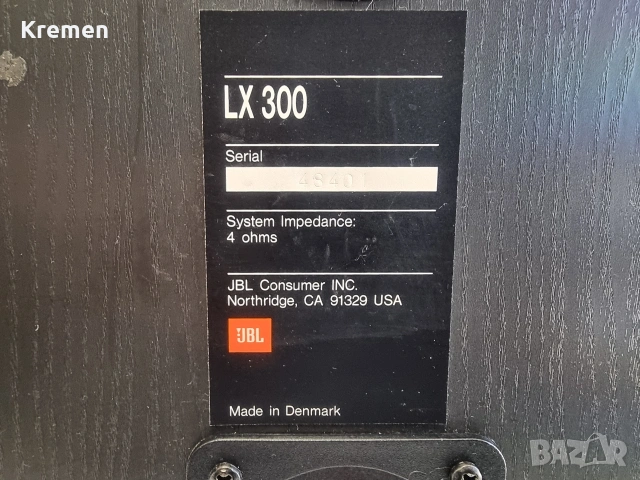 Kremen
LX 300
Serial
System Impedance:
4 ohms
JBL Consumer INC.
Northridge, CA 91329 USA
JBL
Made in Denmark
BAZAR